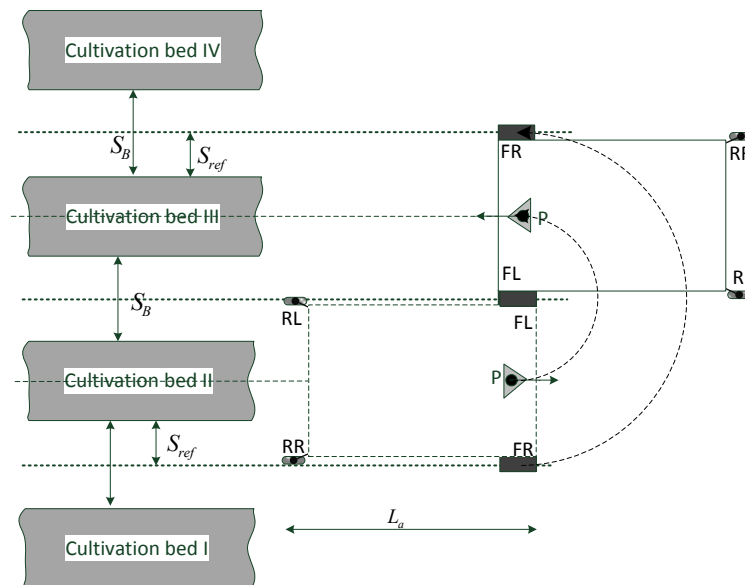 Cultivation bed IV
S_B
S_ref
FR
RR
Cultivation bed III
P
FL
R
S_B
RL
FL
Cultivation bed II
P
S_ref
RR
FR
L_a
Cultivation bed I